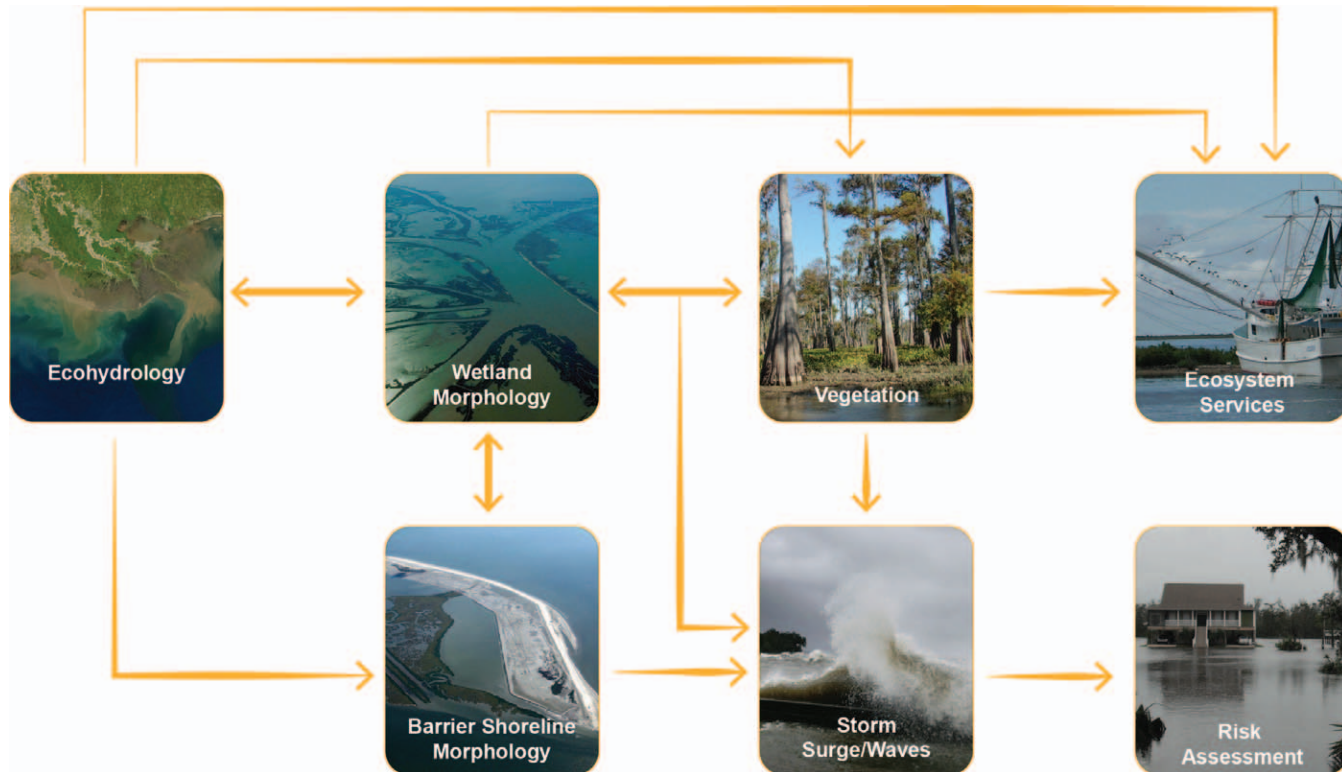 Ecohydrology
Wetland
Morphology
Vegetation
Ecosystem
Services
Barrier Shoreline
Morphology
Storm
Surge/Waves
Risk
Assessment